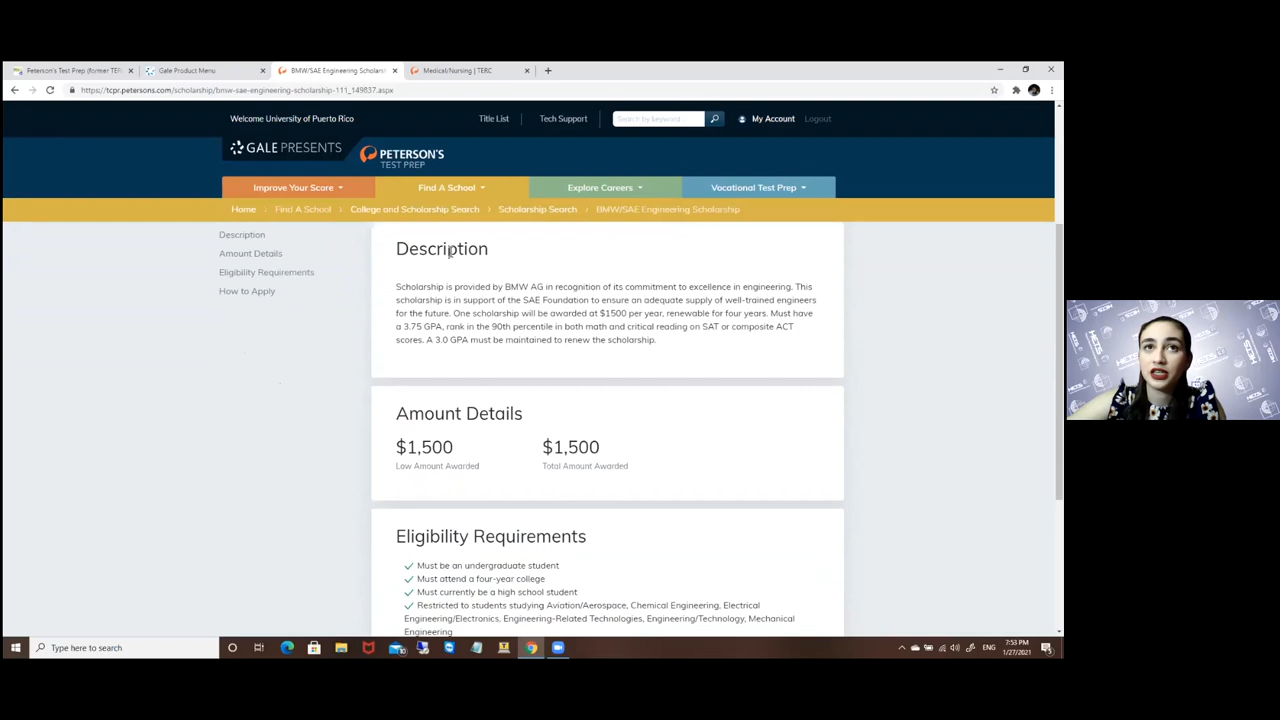 Peterson's Test Prep (former TER
Gale Product Menu
BMW/SAE Engineering Scholarsh
Medical/Nursing | TERC
https://tcpr.petersons.com/scholarship/bmw-sae-engineering-scholarship-111_149837.aspx
Welcome University of Puerto Rico
Title List
Tech Support
Search by keyword...
My Account
Logout
GALE PRESENTS
PETERSON'S
TEST PREP
Improve Your Score
Find A School
Explore Careers
Vocational Test Prep
Home
Find A School
College and Scholarship Search
Scholarship Search
BMW/SAE Engineering Scholarship
Description
Amount Details
Eligibility Requirements
How to Apply
Description
Scholarship is provided by BMW AG in recognition of its commitment to excellence in engineering. This
scholarship is in support of the SAE Foundation to ensure an adequate supply of well-trained engineers
for the future. One scholarship will be awarded at $1500 per year, renewable for four years. Must have
a 3.75 GPA, rank in the 90th percentile in both math and critical reading on SAT or composite ACT
scores. A 3.0 GPA must be maintained to renew the scholarship.
Amount Details
$1,500
Low Amount Awarded
$1,500
Total Amount Awarded
Eligibility Requirements
Must be an undergraduate student
Must attend a four-year college
Must currently be a high school student
Restricted to students studying Aviation/Aerospace, Chemical Engineering, Electrical
Engineering/Electronics, Engineering-Related Technologies, Engineering/Technology, Mechanical
Engineering
Type here to search
ENG
7:53 PM
1/27/2021